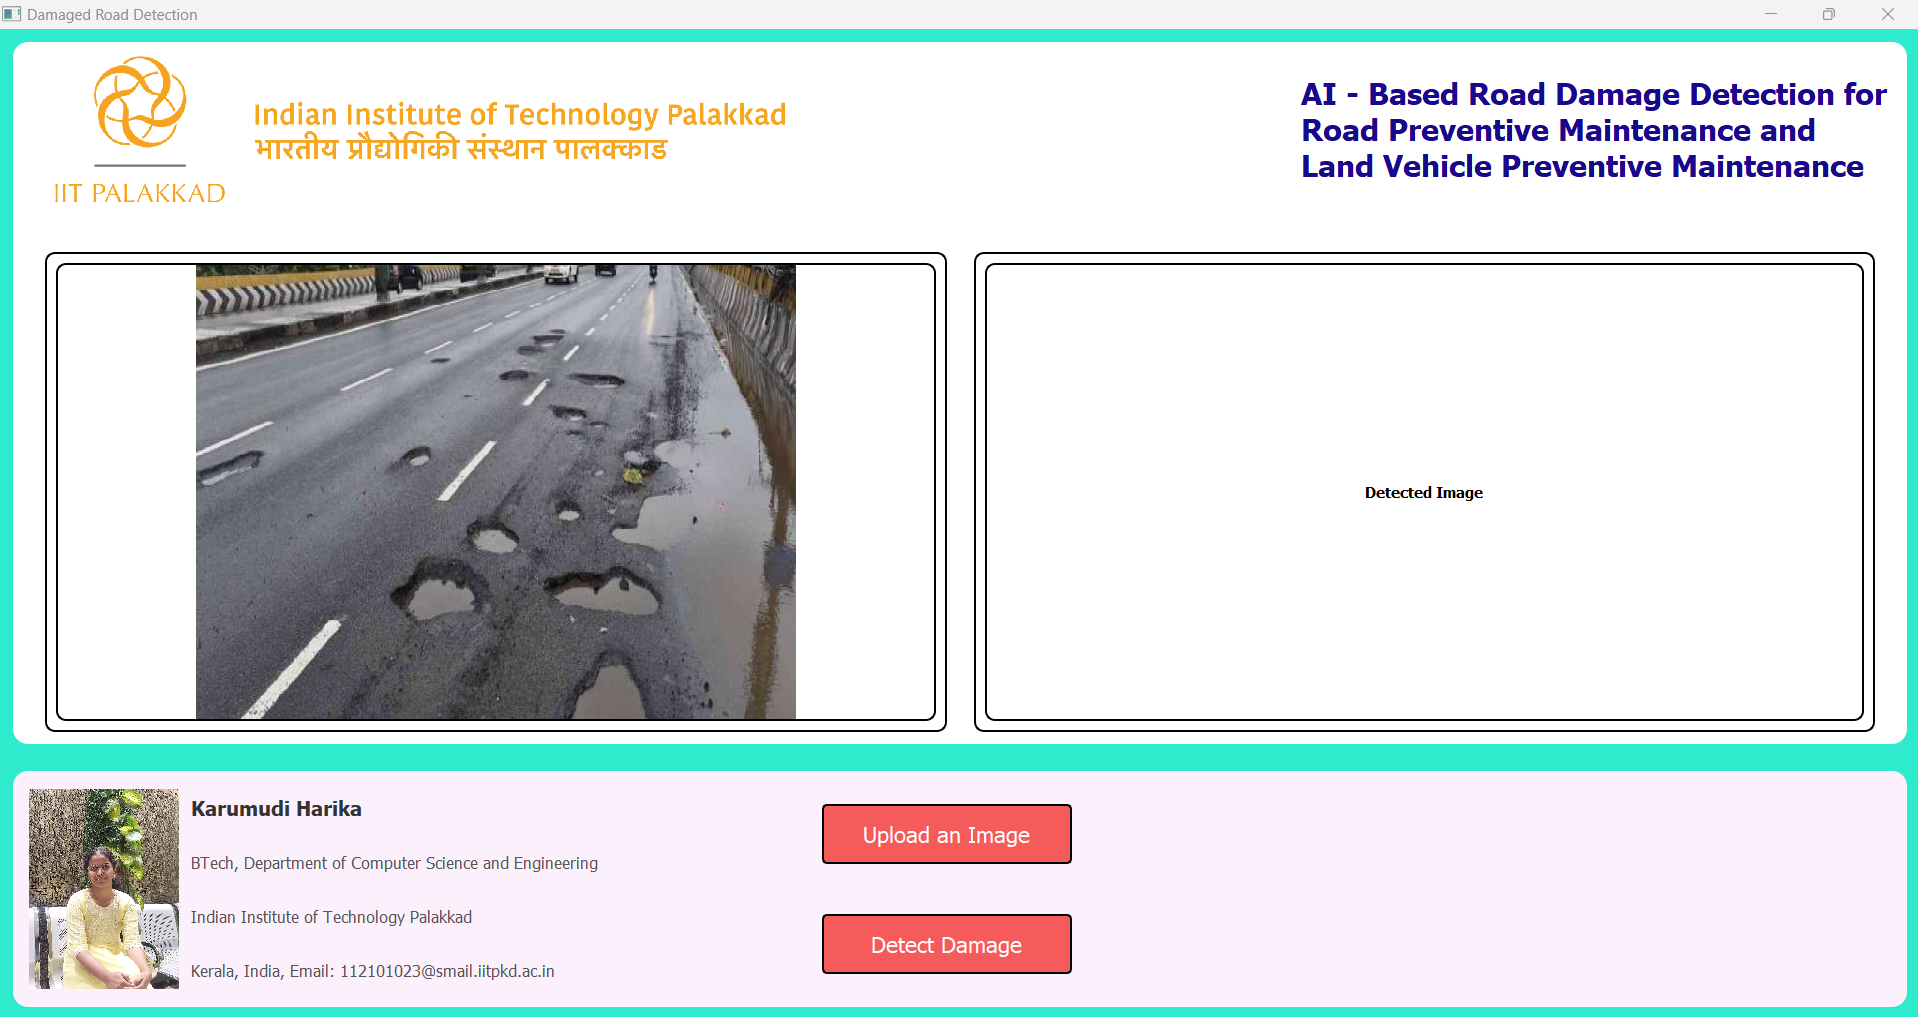 Damaged Road Detection
IIT PALAKKAD
Indian Institute of Technology Palakkad
भारतीय प्रौद्योगिकी संस्थान पालक्काड
AI - Based Road Damage Detection for
Road Preventive Maintenance and
Land Vehicle Preventive Maintenance
Detected Image
Karumudi Harika
BTech, Department of Computer Science and Engineering
Indian Institute of Technology Palakkad
Kerala, India, Email: 112101023@smail.iitpkd.ac.in
Upload an Image
Detect Damage